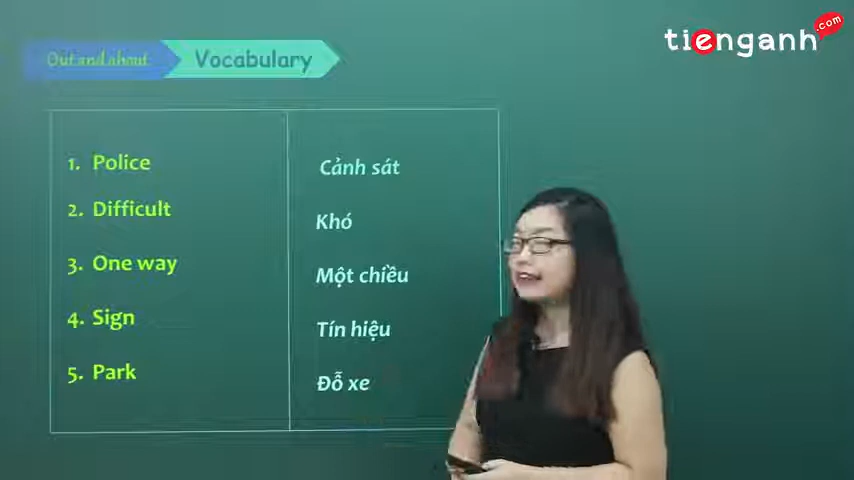 tienganh.com
Out and about
Vocabulary
1. Police
Cảnh sát
2. Difficult
Khó
3. One way
Một chiều
4. Sign
Tín hiệu
5. Park
Đỗ xe